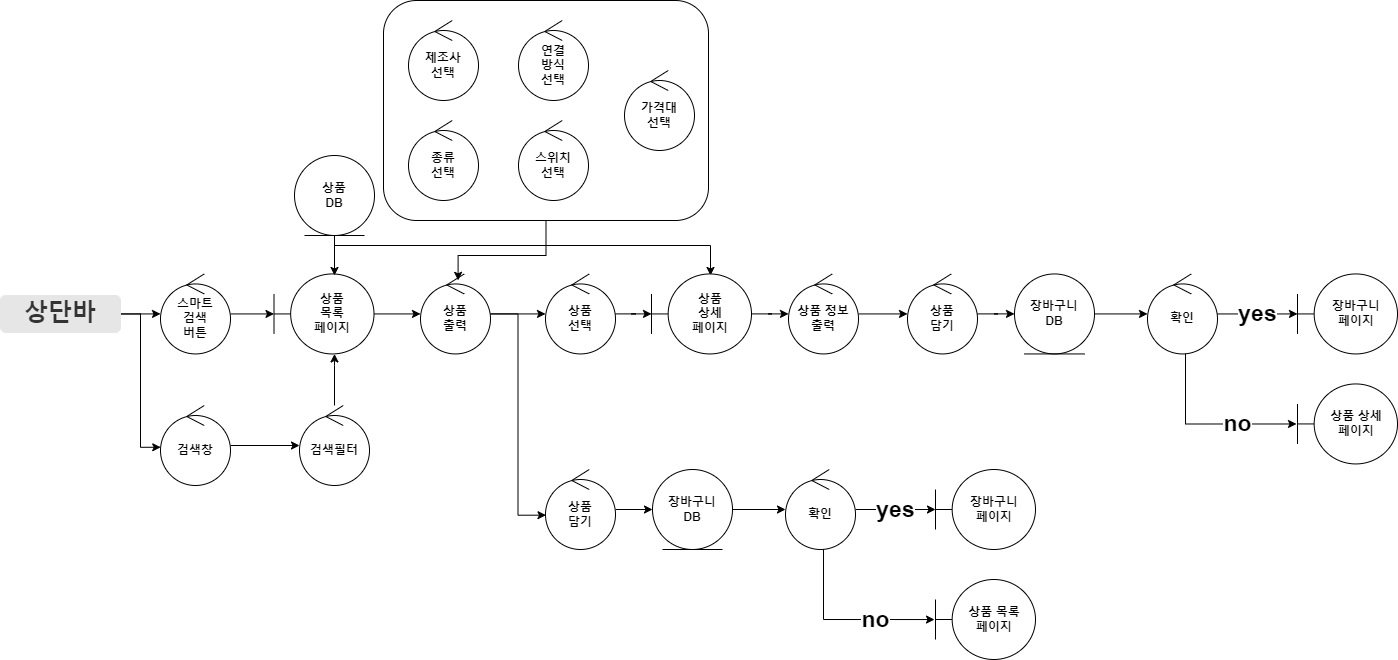 제조사
선택
연결
방식
선택
가격대
선택
종류
선택
스위치
선택
상품
DB
상단바
스마트
검색
버튼
상품
목록
페이지
상품
출력
상품
선택
상품
상세
페이지
상품 정보
출력
상품
담기
장바구니
DB
확인
yes
장바구니
페이지
no
상품 상세
페이지
검색창
검색필터
상품
담기
장바구니
DB
확인
yes
장바구니
페이지
no
상품 목록
페이지